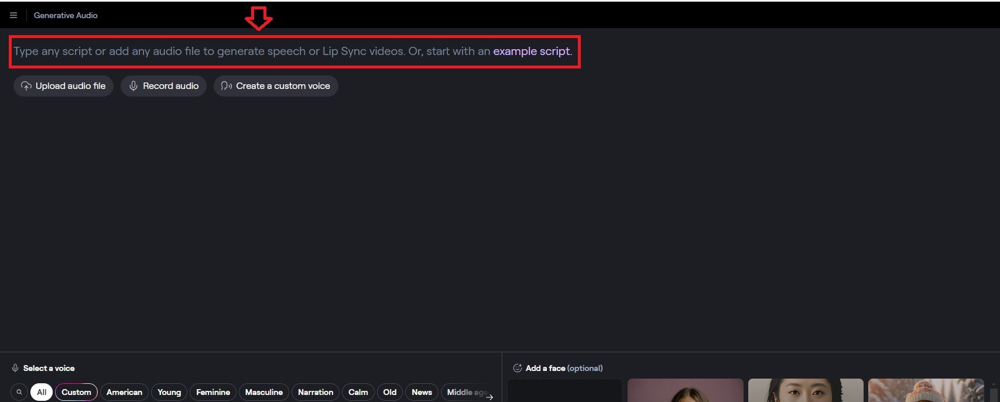 Generative Audio
Type any script or add any audio file to generate speech or Lip Sync videos. Or, start with an example script.
Upload audio file Record audio Create a custom voice
Select a voice
Add a face (optional)
All Custom American Young Feminine Masculine Narration Calm Old News Middle age